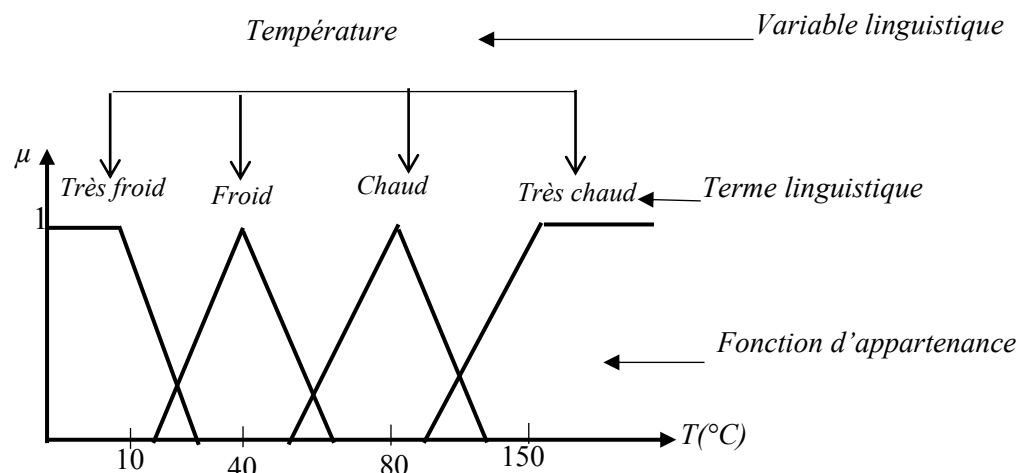 Température
Variable linguistique
µ
Très froid
Froid
Chaud
Très chaud
Terme linguistique
1
Fonction d’appartenance
T(°C)
10
40
80
150